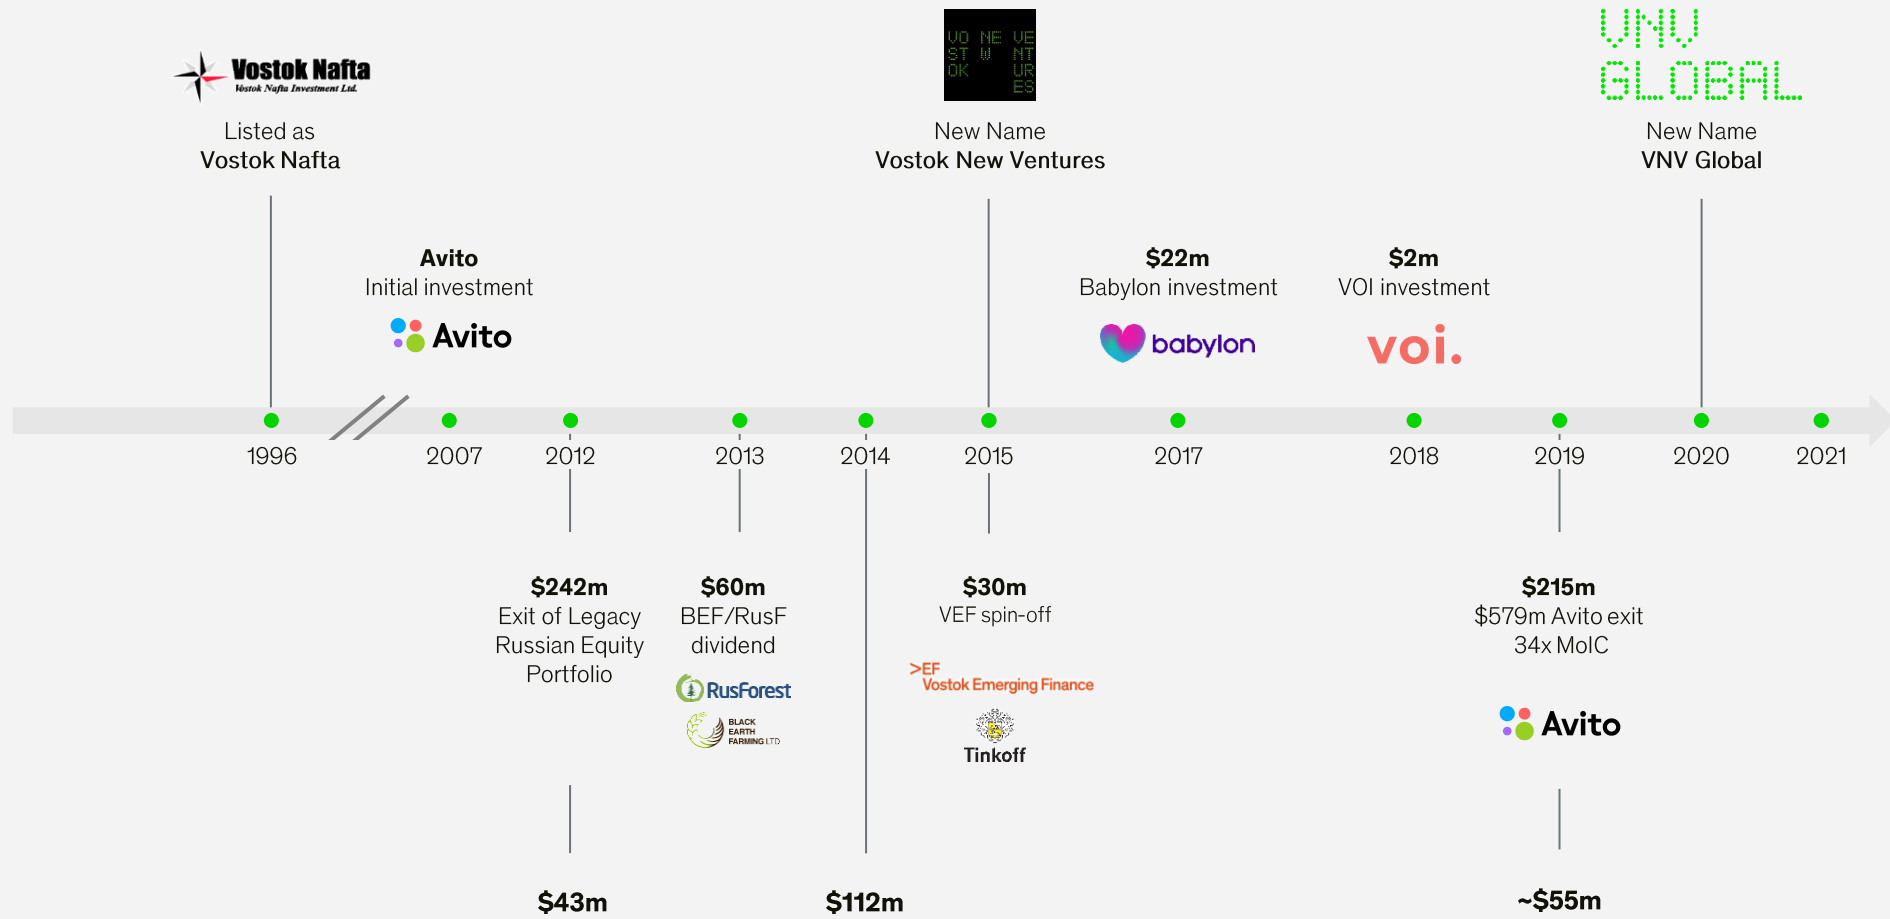 Vostok Nafta
Vostok Nafta Investment Ltd.
Listed as
Vostok Nafta
VO NE VE
ST W NT
OK UR
ES
New Name
Vostok New Ventures
VNV
GLOBAL
New Name
VNV Global
Avito
Initial investment
Avito
$22m
Babylon investment
babylon
$2m
VOI investment
voi.
1996
2007
2012
2013
2014
2015
2017
2018
2019
2020
2021
$242m
Exit of Legacy
Russian Equity
Portfolio
$60m
BEF/RusF
dividend
RusForest
BLACK
EARTH
FARMING LTD
$30m
VEF spin-off
>EF
Vostok Emerging Finance
Tinkoff
$215m
$579m Avito exit
34x MoIC
Avito
$43m
$112m
~$55m